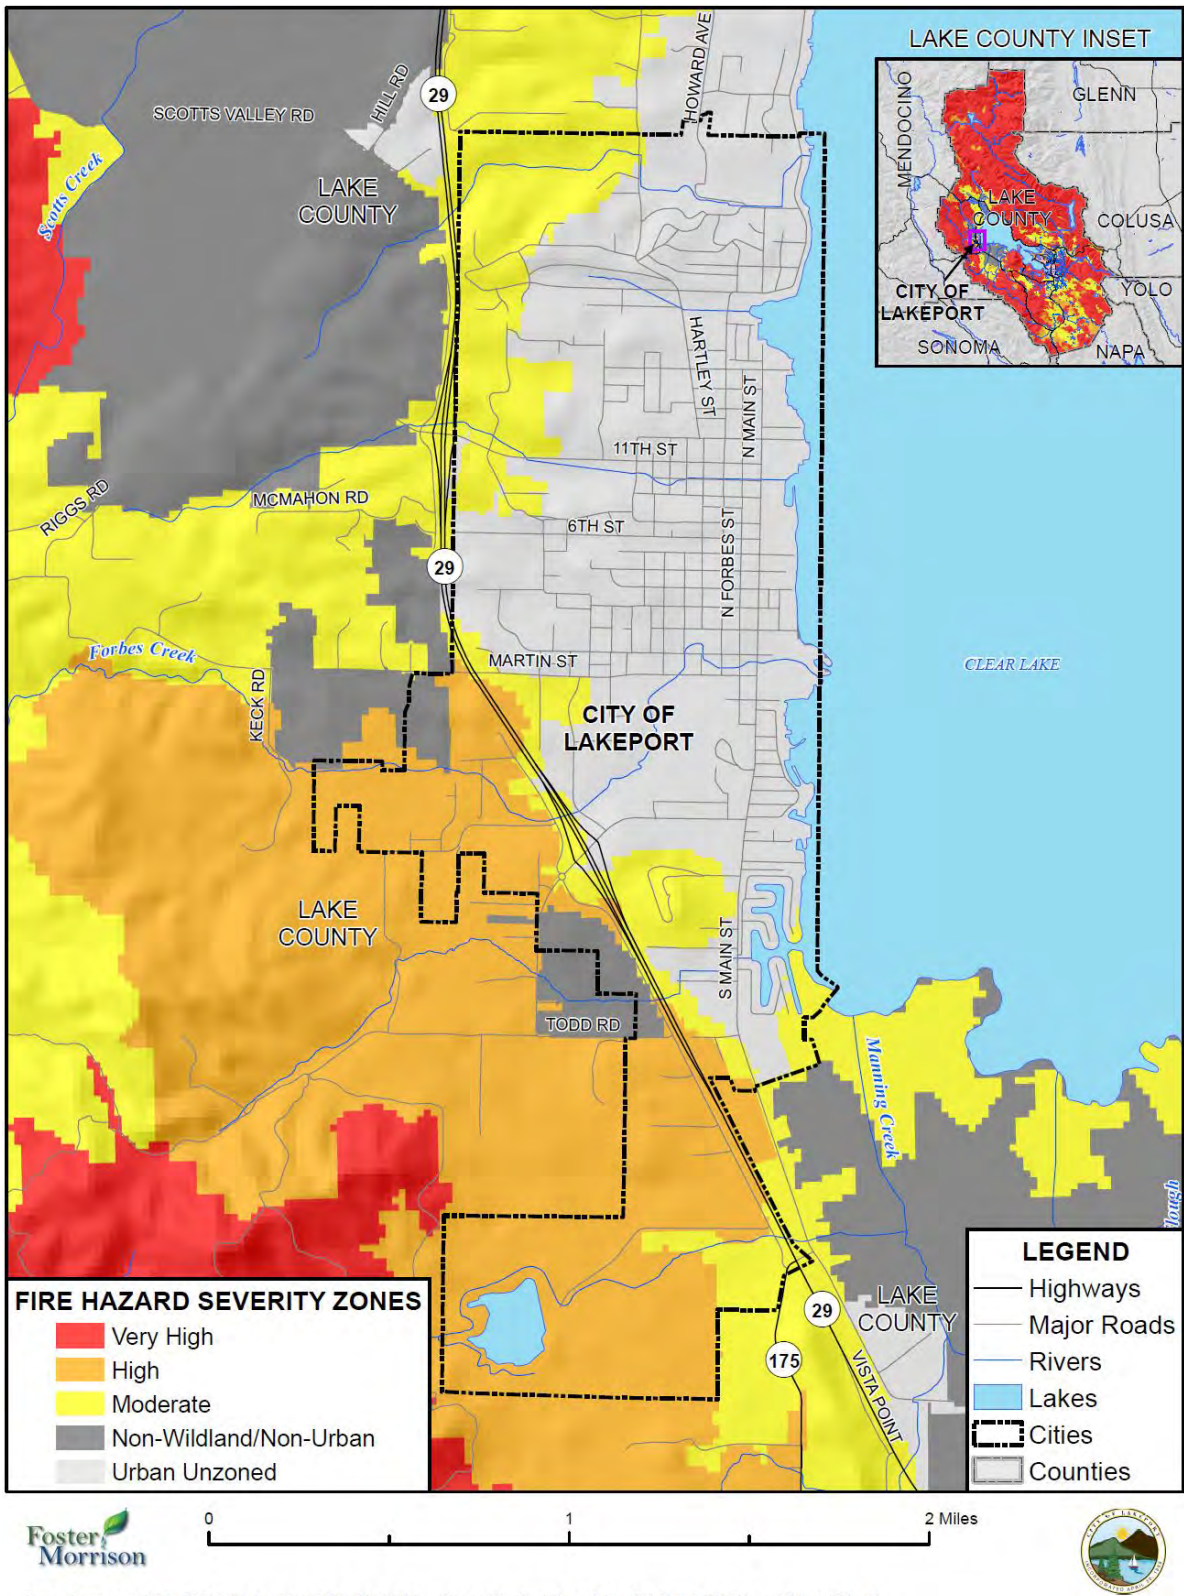 LAKE COUNTY INSET
MENDOCINO
GLENN
LAKE
COUNTY
COLUSA
CITY OF
LAKEPORT
YOLO
SONOMA
NAPA
HOWARD AVE
29
HILL RD
SCOTTS VALLEY RD
Scotts Creek
LAKE
COUNTY
HARTLEY ST
N MAIN ST
11TH ST
MCMAHON RD
RIGGS RD
6TH ST
N FORBES ST
29
Forbes Creek
MARTIN ST
CLEAR LAKE
KECK RD
CITY OF
LAKEPORT
LAKE
COUNTY
S MAIN ST
TODD RD
Manning Creek
LAKE
COUNTY
29
175
VISTA POINT
FIRE HAZARD SEVERITY ZONES
Very High
High
Moderate
Non-Wildland/Non-Urban
Urban Unzoned
LEGEND
Highways
Major Roads
Rivers
Lakes
Cities
Counties
Foster
Morrison
0
1
2 Miles
CITY OF LAKEPORT